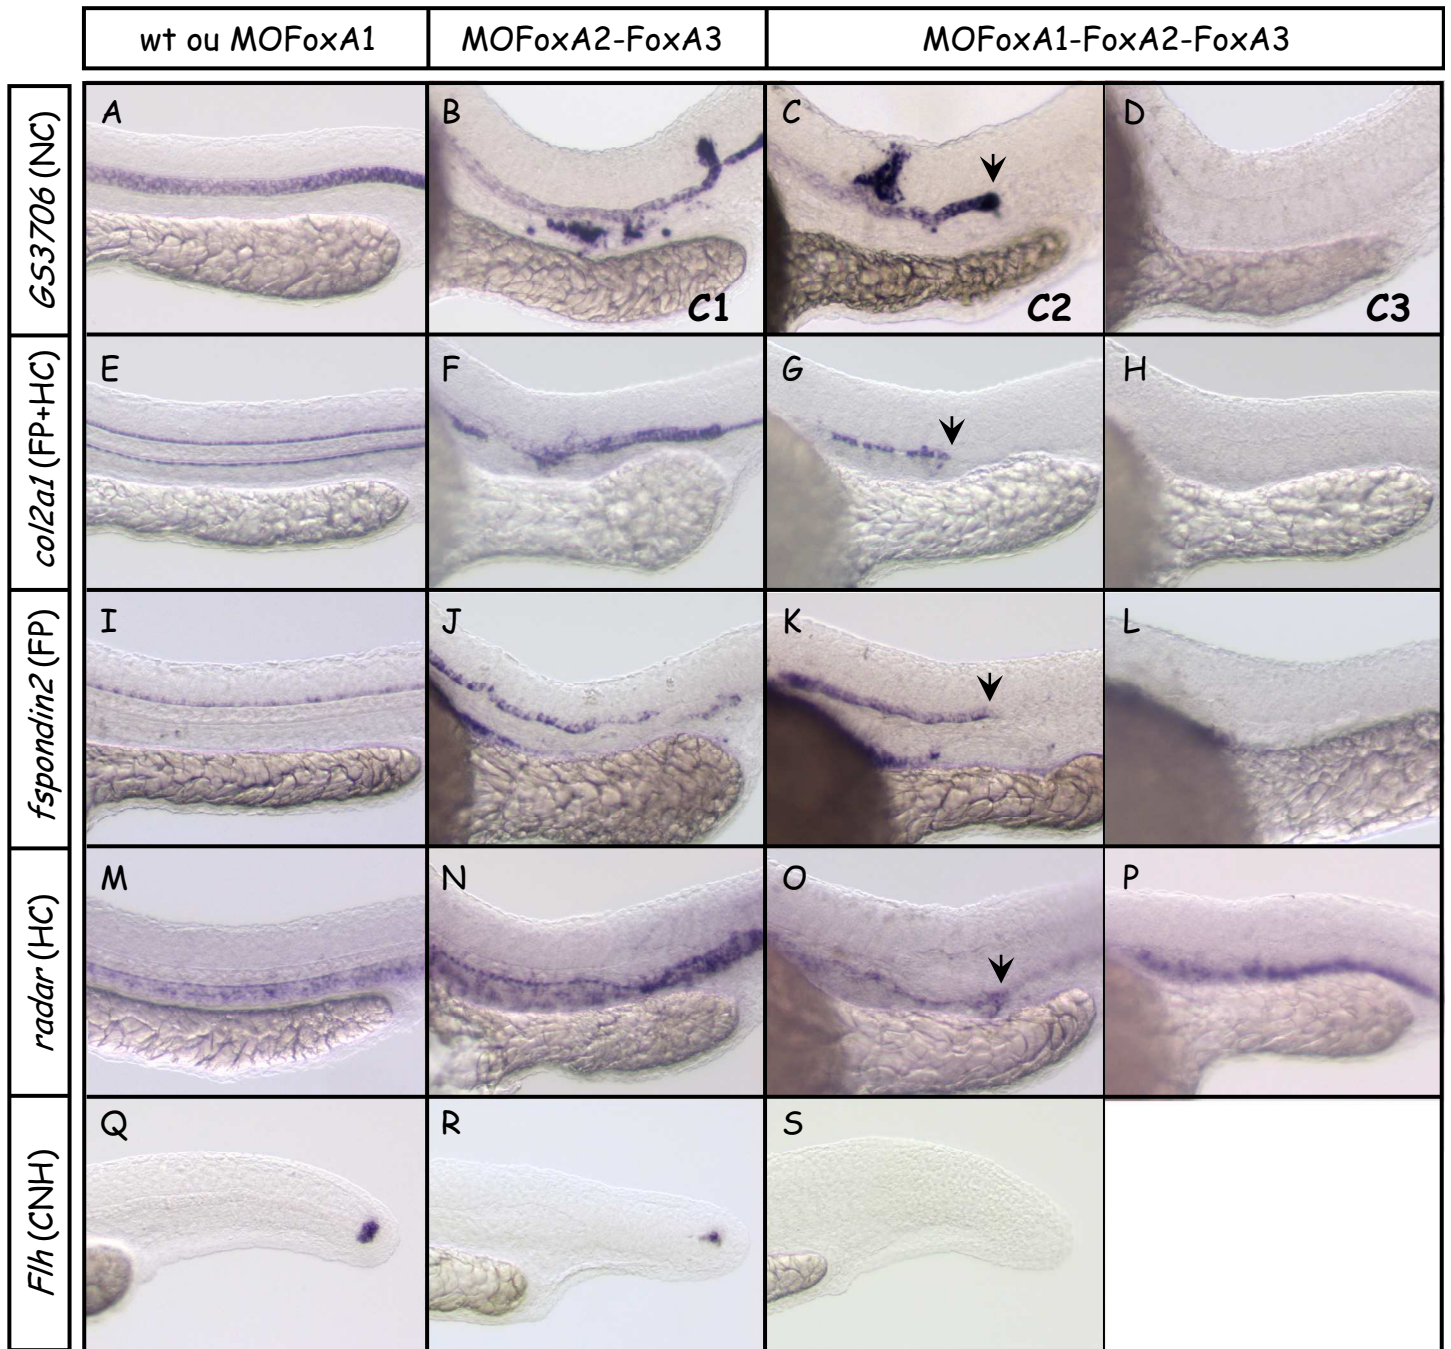 wt ou MOFoxA1
MOFoxA2-FoxA3
MOFoxA1-FoxA2-FoxA3
GS3706 (NC)
A
B
C1
C
C2
D
C3
col2a1 (FP+HC)
E
F
G
H
fspondin2 (FP)
I
J
K
L
radar (HC)
M
N
O
P
Flh (CNH)
Q
R
S